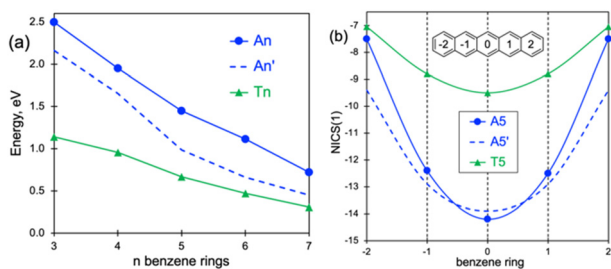 (a)
Energy, eV
2.5
2.0
1.5
1.0
0.5
0.0
An
An'
Tn
3 4 5 6 7
n benzene rings
(b)
NICS(1)
-7
-8
-9
-10
-11
-12
-13
-14
-15
-2 -1 0 1 2
A5
A5'
T5
-2 -1 0 1 2
benzene ring